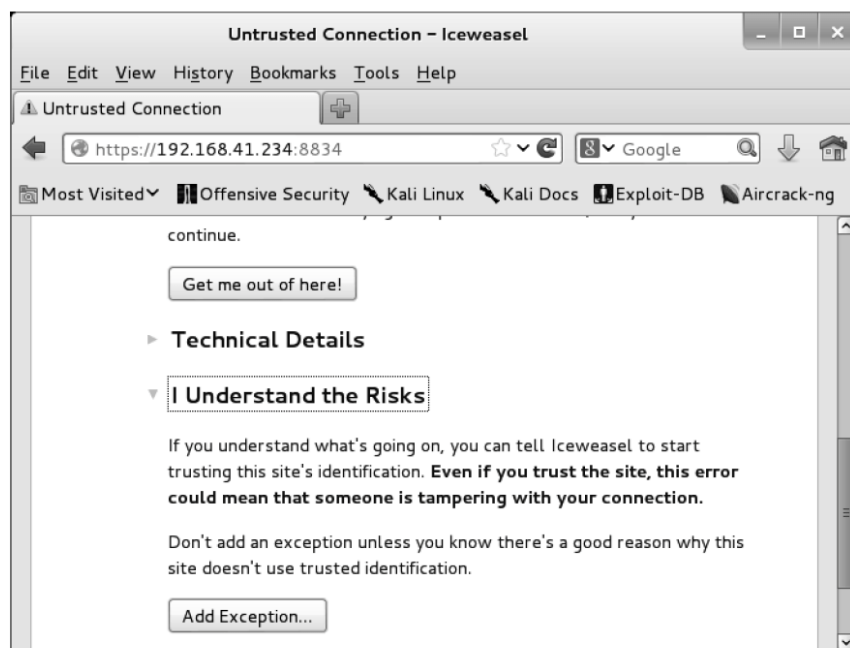 Untrusted Connection - Iceweasel
File Edit View History Bookmarks Tools Help
Untrusted Connection
https://192.168.41.234:8834
Google
Most Visited Offensive Security Kali Linux Kali Docs Exploit-DB Aircrack-ng
continue.
Get me out of here!
Technical Details
I Understand the Risks
If you understand what's going on, you can tell Iceweasel to start
trusting this site's identification. Even if you trust the site, this error
could mean that someone is tampering with your connection.
Don't add an exception unless you know there's a good reason why this
site doesn't use trusted identification.
Add Exception...